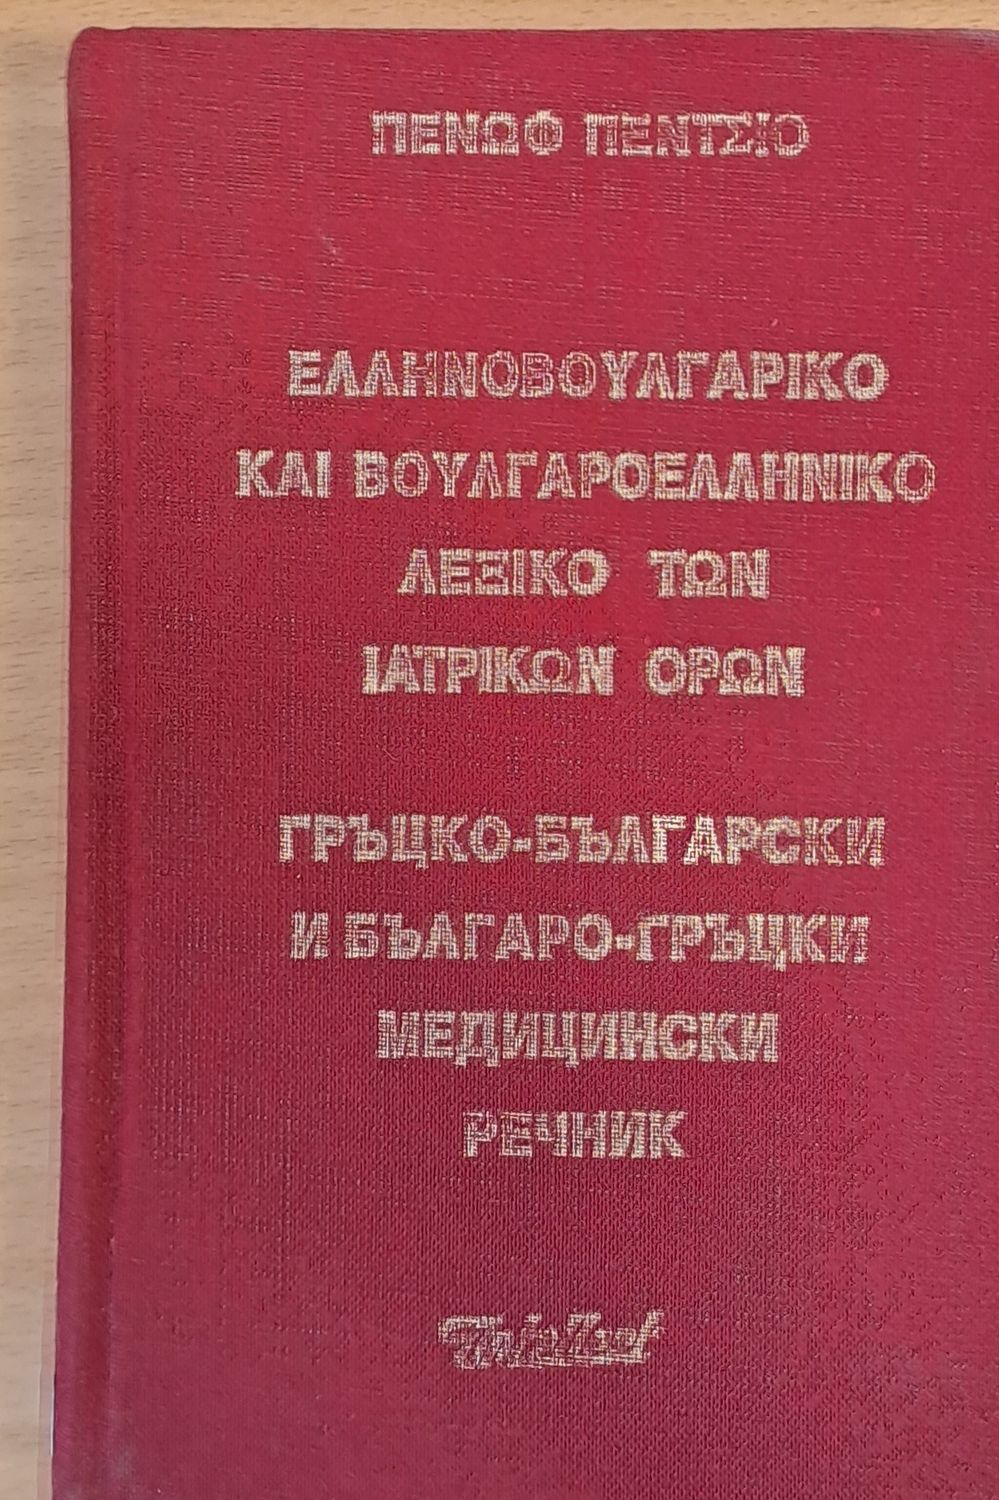 ΠΕΝΩΦ ΠΕΝΤΣΙΟ
ΕΛΛΗΝΟΒΟΥΛΓΑΡΙΚΟ
ΚΑΙ ΒΟΥΛΓΑΡΟΕΛΛΗΝΙΚΟ
ΛΕΞΙΚΟ ΤΩΝ
ΙΑΤΡΙΚΩΝ ΟΡΩΝ
ГРЪЦКО-БЪЛГАРСКИ
И БЪЛГАРО-ГРЪЦКИ
МЕДИЦИНСКИ
РЕЧНИК